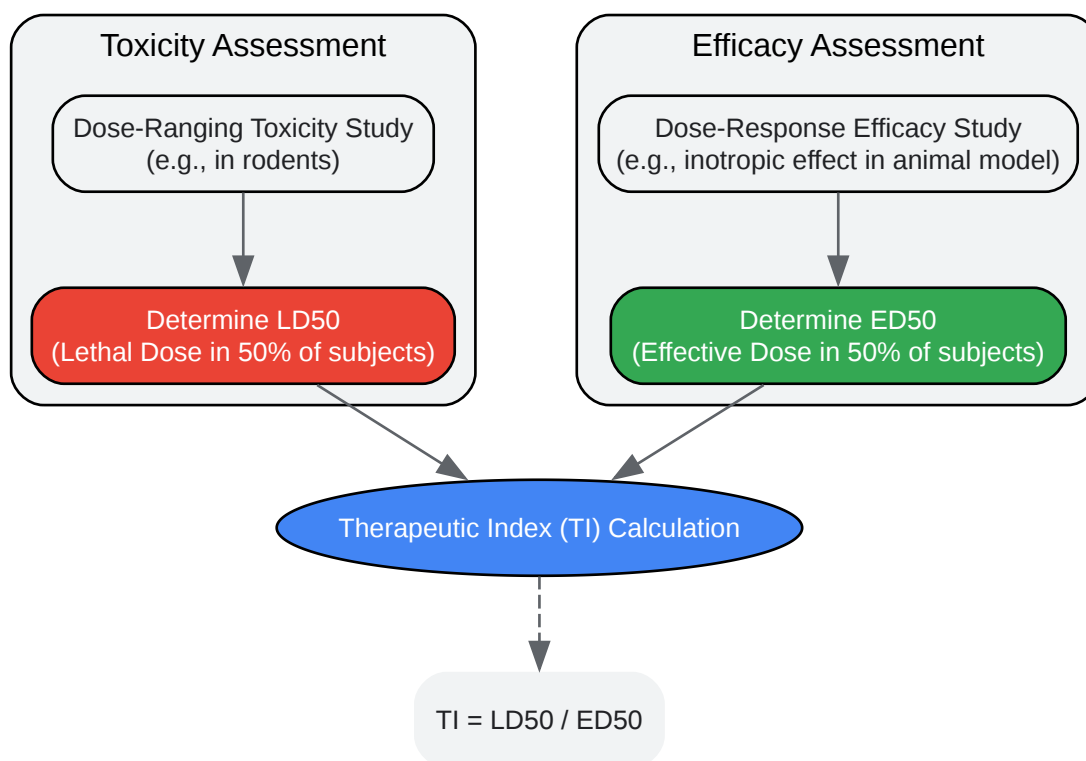 Toxicity Assessment
Dose-Ranging Toxicity Study
(e.g., in rodents)
Determine LD50
(Lethal Dose in 50% of subjects)
Efficacy Assessment
Dose-Response Efficacy Study
(e.g., inotropic effect in animal model)
Determine ED50
(Effective Dose in 50% of subjects)
Therapeutic Index (TI) Calculation
TI = LD50 / ED50